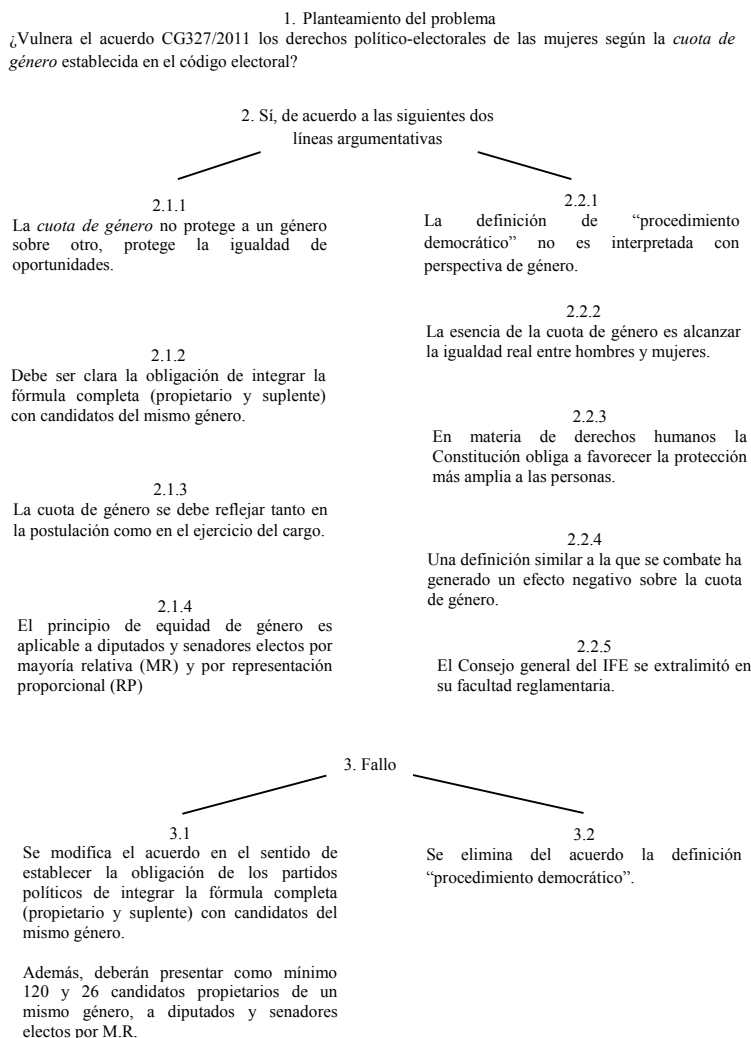 1. Planteamiento del problema
¿Vulnera el acuerdo CG327/2011 los derechos político-electorales de las mujeres según la cuota de
género establecida en el código electoral?
2. Sí, de acuerdo a las siguientes dos
líneas argumentativas
2.1.1
La cuota de género no protege a un género
sobre otro, protege la igualdad de
oportunidades.
2.1.2
Debe ser clara la obligación de integrar la
fórmula completa (propietario y suplente)
con candidatos del mismo género.
2.1.3
La cuota de género se debe reflejar tanto en
la postulación como en el ejercicio del cargo.
2.1.4
El principio de equidad de género es
aplicable a diputados y senadores electos por
mayoría relativa (MR) y por representación
proporcional (RP)
2.2.1
La definición de “procedimiento
democrático” no es interpretada con
perspectiva de género.
2.2.2
La esencia de la cuota de género es alcanzar
la igualdad real entre hombres y mujeres.
2.2.3
En materia de derechos humanos la
Constitución obliga a favorecer la protección
más amplia a las personas.
2.2.4
Una definición similar a la que se combate ha
generado un efecto negativo sobre la cuota
de género.
2.2.5
El Consejo general del IFE se extralimitó en
su facultad reglamentaria.
3. Fallo
3.1
Se modifica el acuerdo en el sentido de
establecer la obligación de los partidos
políticos de integrar la fórmula completa
(propietario y suplente) con candidatos del
mismo género.
Además, deberán presentar como mínimo
120 y 26 candidatos propietarios de un
mismo género, a diputados y senadores
electos por M.R.
3.2
Se elimina del acuerdo la definición
“procedimiento democrático”.